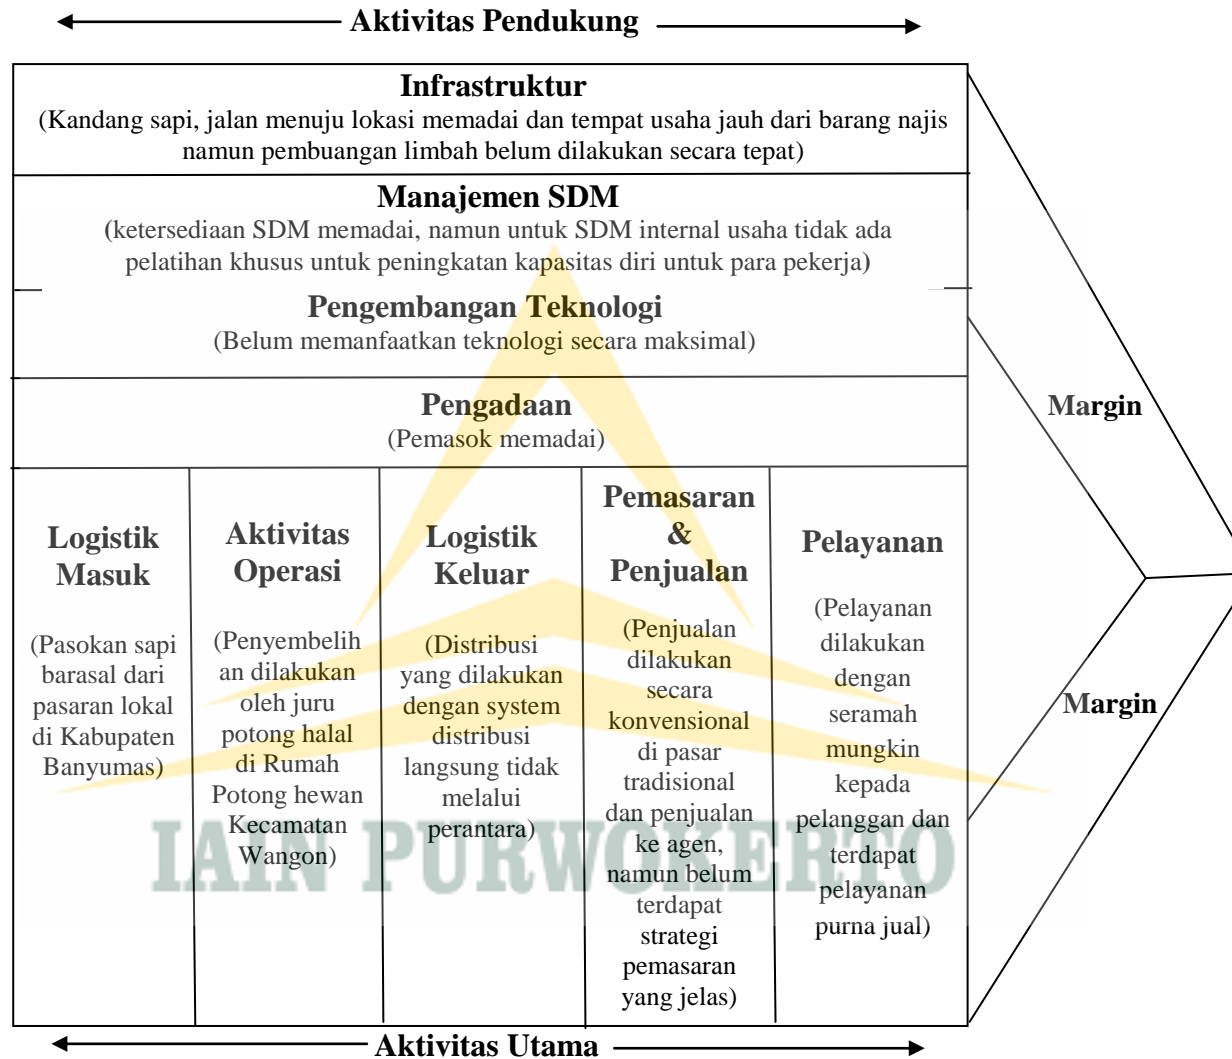 Aktivitas Pendukung
Infrastruktur
(Kandang sapi, jalan menuju lokasi memadai dan tempat usaha jauh dari barang najis
namun pembuangan limbah belum dilakukan secara tepat)
Manajemen SDM
(ketersediaan SDM memadai, namun untuk SDM internal usaha tidak ada
pelatihan khusus untuk peningkatan kapasitas diri untuk para pekerja)
Pengembangan Teknologi
(Belum memanfaatkan teknologi secara maksimal)
Pengadaan
(Pemasok memadai)
Logistik
Masuk
(Pasokan sapi
barasal dari
pasaran lokal
di Kabupaten
Banyumas)
Aktivitas
Operasi
(Penyembelih
an dilakukan
oleh juru
potong halal
di Rumah
Potong hewan
Kecamatan
Wangon)
Logistik
Keluar
(Distribusi
yang dilakukan
dengan system
distribusi
langsung tidak
melalui
perantara)
Pemasaran
&
Penjualan
(Penjualan
dilakukan
secara
konvensional
di pasar
tradisional
dan penjualan
ke agen,
namun belum
terdapat
strategi
pemasaran
yang jelas)
Pelayanan
(Pelayanan
dilakukan
dengan
seramah
mungkin
kepada
pelanggan dan
terdapat
pelayanan
purna jual)
Margin
Margin
IAIN PURWOKERTO
Aktivitas Utama